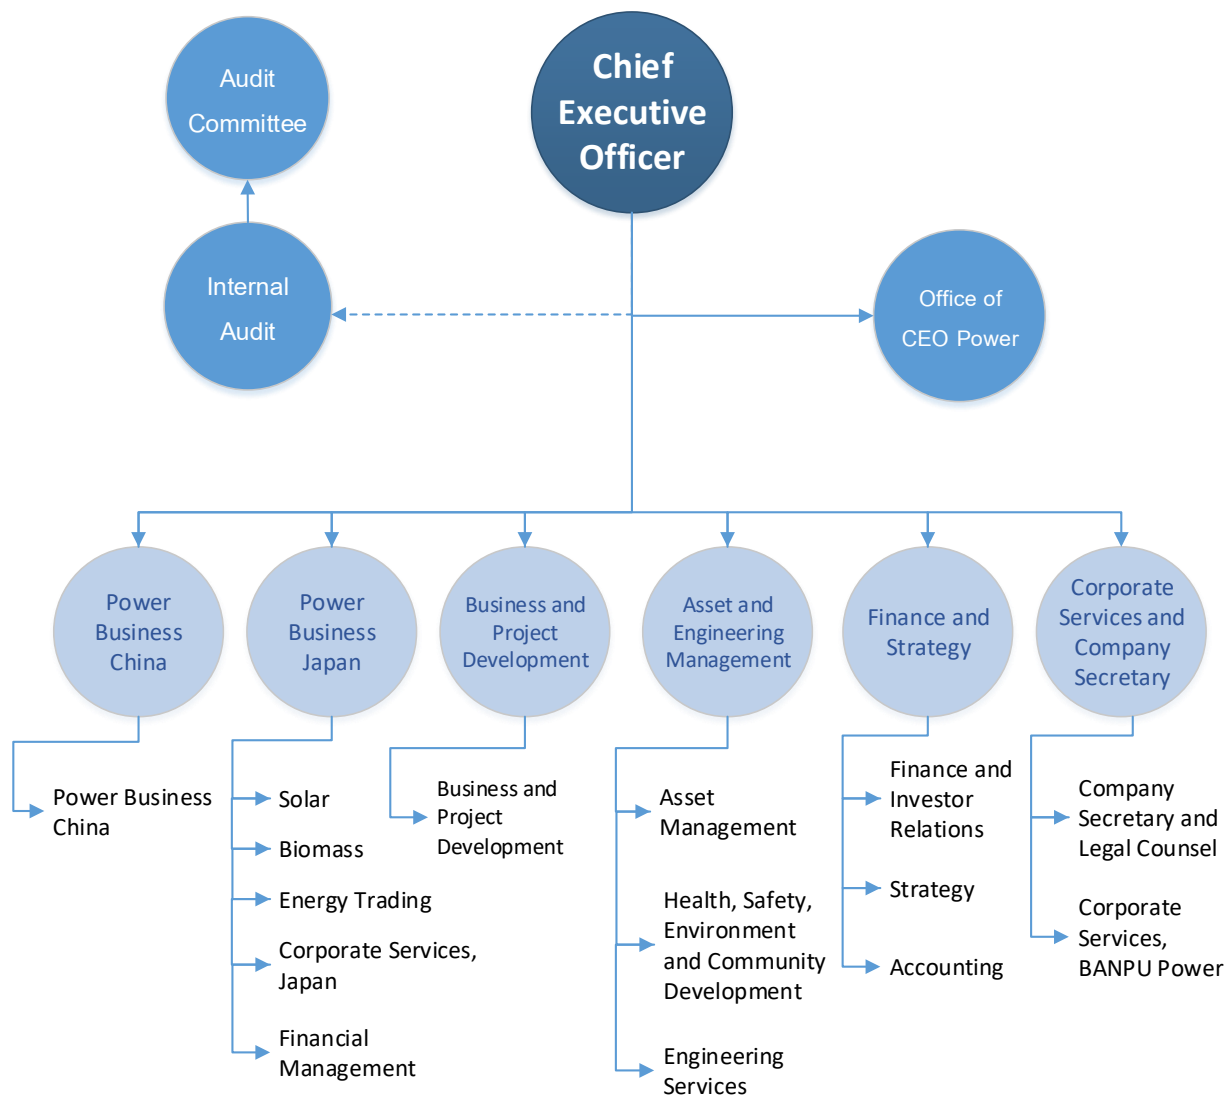 Audit
Committee
Chief
Executive
Officer
Internal
Audit
Office of
CEO Power
Power
Business
China
Power
Business
Japan
Business and
Project
Development
Asset and
Engineering
Management
Finance and
Strategy
Corporate
Services and
Company
Secretary
Power Business
China
Solar
Biomass
Energy Trading
Corporate Services,
Japan
Financial
Management
Business and
Project
Development
Asset
Management
Health, Safety,
Environment
and Community
Development
Engineering
Services
Finance and
Investor
Relations
Strategy
Accounting
Company
Secretary and
Legal Counsel
Corporate
Services,
BANPU Power